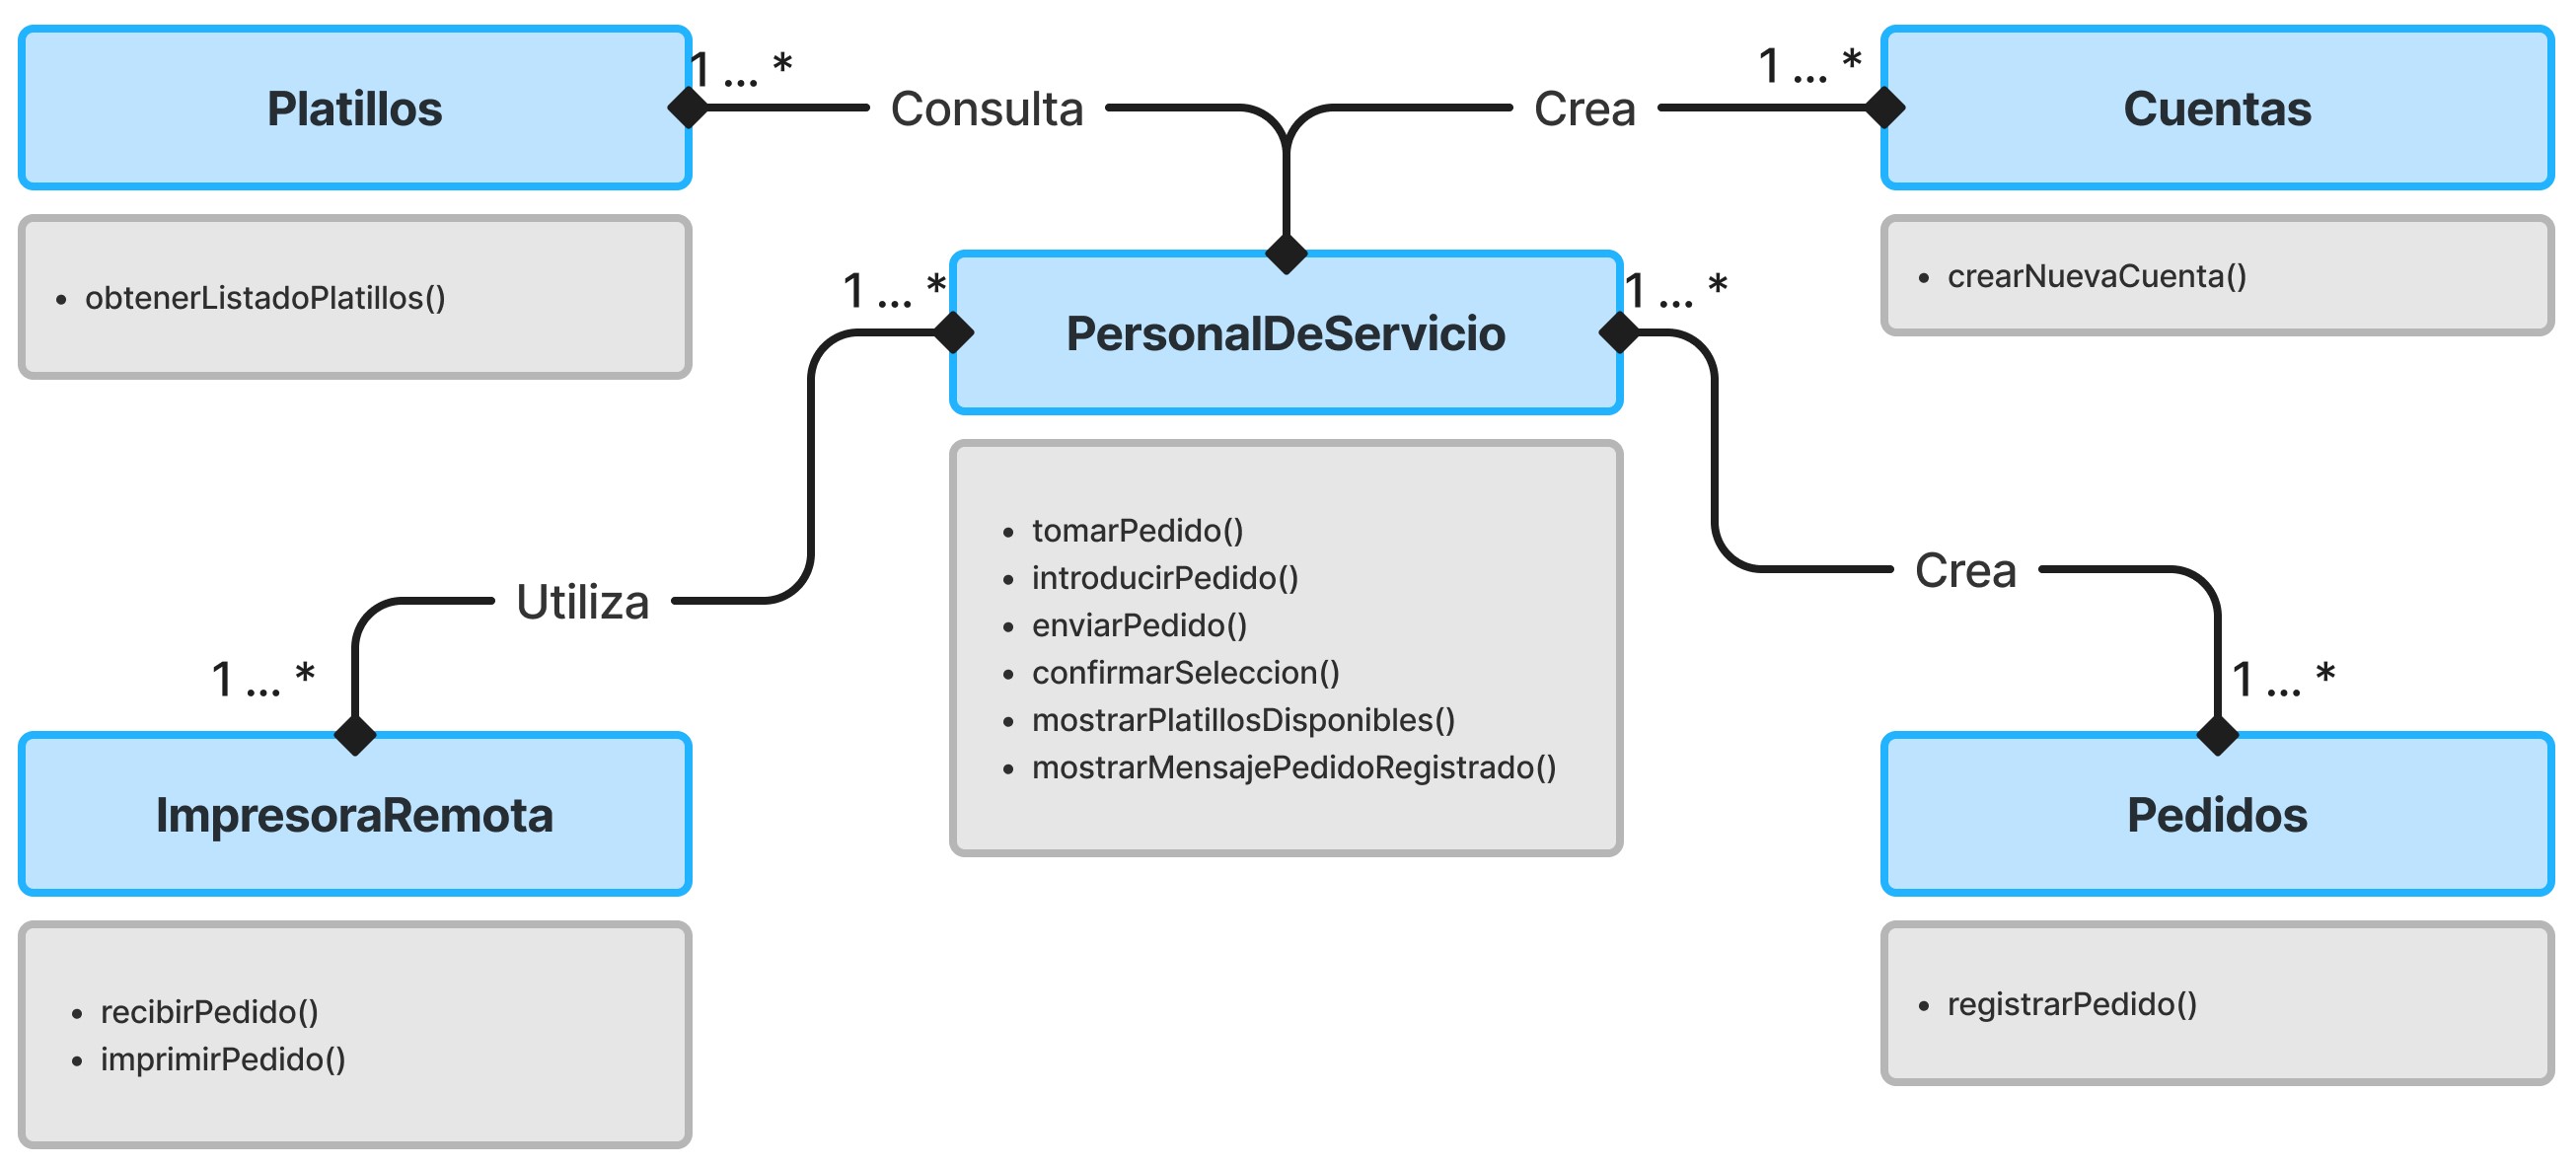 Platillos
1 ... *
Consulta
Crea
1 ... *
Cuentas
• obtenerListadoPlatillos()
• crearNuevaCuenta()
1 ... *
PersonalDeServicio
1 ... *
• tomarPedido()
• introducirPedido()
• enviarPedido()
• confirmarSeleccion()
• mostrarPlatillosDisponibles()
• mostrarMensajePedidoRegistrado()
Utiliza
Crea
1 ... *
1 ... *
ImpresoraRemota
Pedidos
• recibirPedido()
• imprimirPedido()
• registrarPedido()